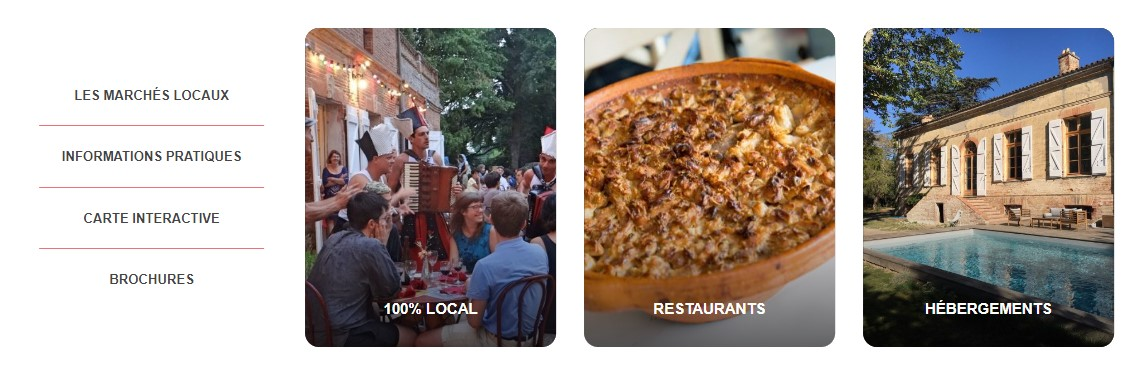 LES MARCHÉS LOCAUX
INFORMATIONS PRATIQUES
CARTE INTERACTIVE
BROCHURES
100% LOCAL
RESTAURANTS
HÉBERGEMENTS